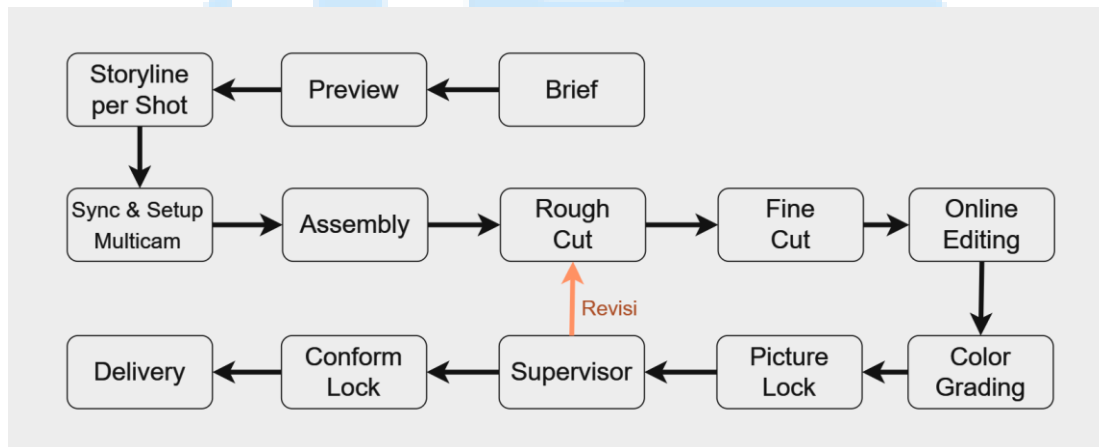 Storyline
per Shot
Preview
Brief
Sync & Setup
Multicam
Assembly
Rough
Cut
Fine
Cut
Online
Editing
Revisi
Delivery
Conform
Lock
Supervisor
Picture
Lock
Color
Grading